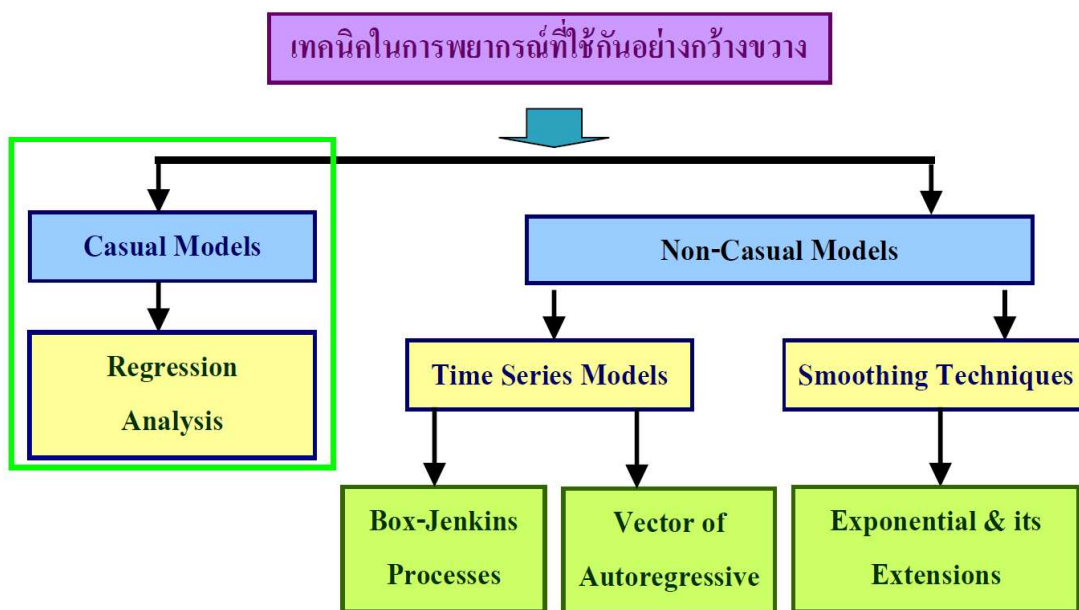 เทคนิคในการพยากรณ์ที่ใช้กันอย่างกว้างขวาง
Casual Models
Non-Casual Models
Regression
Analysis
Time Series Models
Smoothing Techniques
Box-Jenkins
Processes
Vector of
Autoregressive
Exponential & its
Extensions